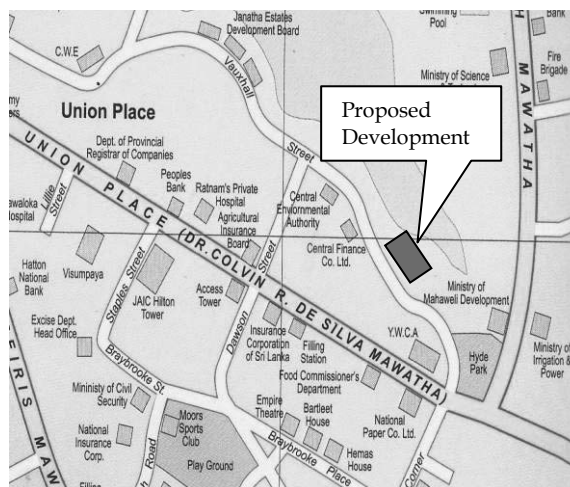 Janatha Estates
Development Board
Swimming
Pool
Bank
C.W.E
Vauxhall
Street
Ministry of Science
Fire
Brigade
MAWATHA
Proposed
Development
Union Place
Dept. of Provincial
Registrar of Companies
UNION PLACE (DR.COLVIN R. DE SILVA MAWATHA)
Lillie
Street
Peoples
Bank
Ratnam's Private
Hospital
Agricultural
Insurance
Board
Central
Enviornmental
Authority
Central Finance
Co. Ltd.
Hospital
Hatton
National
Bank
Visumpaya
Staples Street
JAIC Hilton
Tower
Access
Tower
Dawson Street
Ministry of
Mahaweli Development
Excise Dept.
Head Office
Insurance
Corporation
of Sri Lanka
Filling
Station
Y.W.C.A
Hyde
Park
Ministry of
Irrigation &
Power
Braybrooke St.
Food Commissioner's
Department
Mininistry of Civil
Security
Moors
Sports
Club
Empire
Theatre
Bartleet
House
National
Paper Co. Ltd.
National
Insurance
Corp.
Road
Play Ground
Braybrooke Place
Hemas
House
Corner